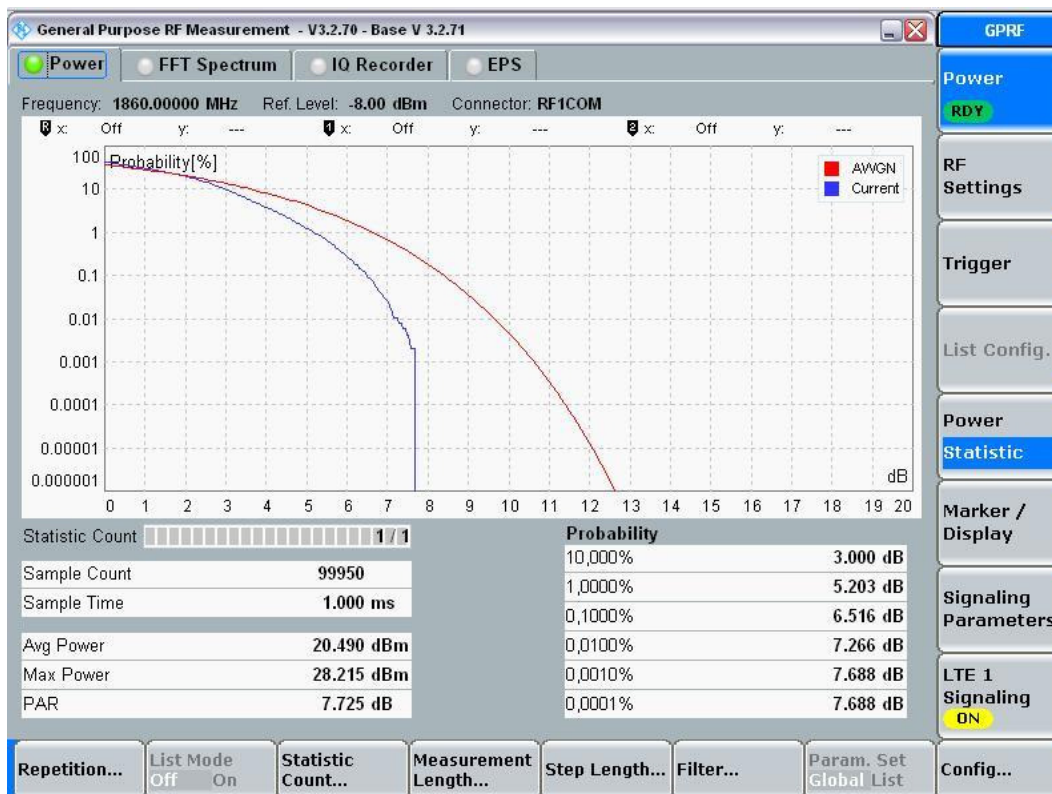 General Purpose RF Measurement - V3.2.70 - Base V 3.2.71
GPRF
Power FFT Spectrum IQ Recorder EPS
Frequency: 1860.00000 MHz Ref. Level: -8.00 dBm Connector: RF1COM
R x: Off y: --- 1 x: Off y: --- 2 x: Off y: ---
Probability[%]
AWGN
Current
100
10
1
0.1
0.01
0.001
0.0001
0.00001
0.000001
dB
0 1 2 3 4 5 6 7 8 9 10 11 12 13 14 15 16 17 18 19 20
Statistic Count 1 / 1
Sample Count 99950
Sample Time 1.000 ms
Avg Power 20.490 dBm
Max Power 28.215 dBm
PAR 7.725 dB
Probability
10,000% 3.000 dB
1,0000% 5.203 dB
0,1000% 6.516 dB
0,0100% 7.266 dB
0,0010% 7.688 dB
0,0001% 7.688 dB
Power
RDY
RF
Settings
Trigger
List Config.
Power
Statistic
Marker /
Display
Signaling
Parameters
LTE 1
Signaling
ON
Repetition...
List Mode
Off On
Statistic
Count...
Measurement
Length...
Step Length...
Filter...
Param. Set
Global List
Config...